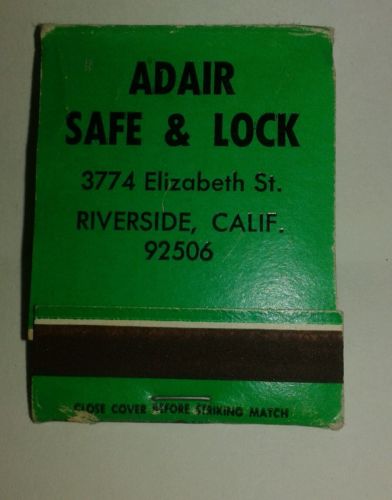 ADAIR
SAFE & LOCK
3774 Elizabeth St.
RIVERSIDE, CALIF.
92506
CLOSE COVER BEFORE STRIKING MATCH